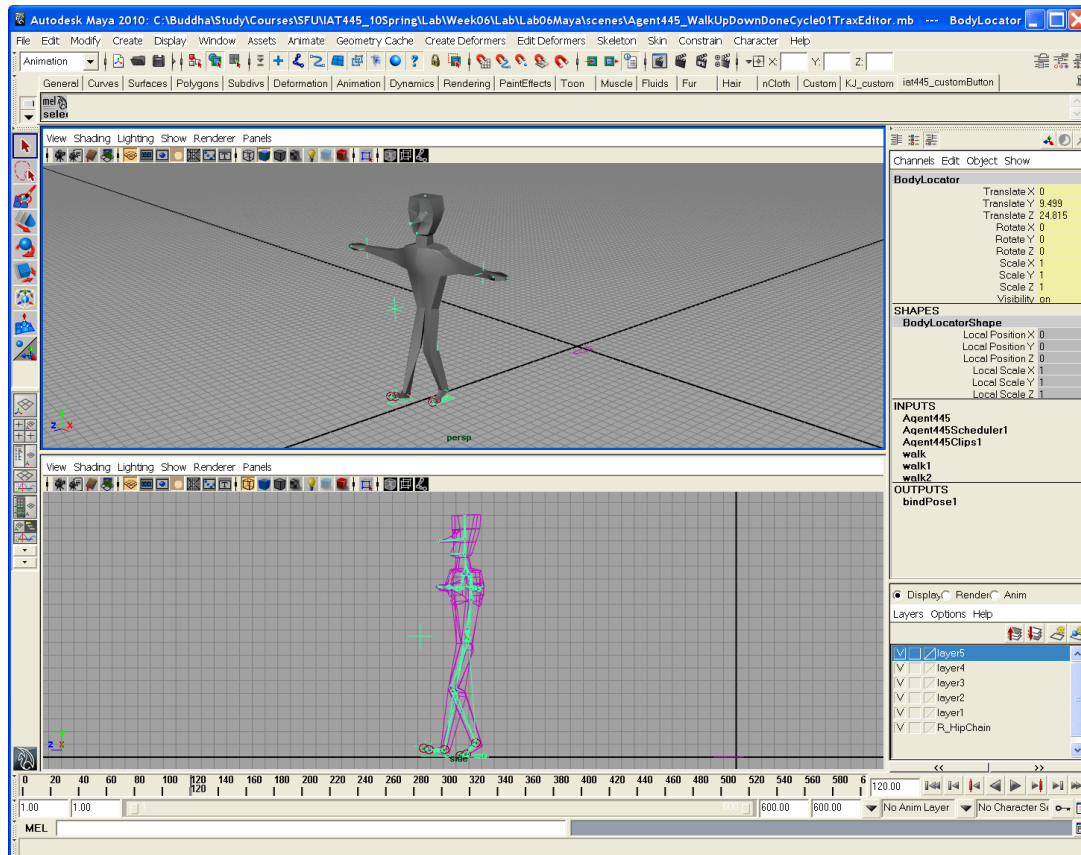 Autodesk Maya 2010: C:\Buddha\Study\Courses\SFU\IAT445_10Spring\Lab\Week06\Lab\Lab06Maya\scenes\Agent445_WalkUpDownDoneCycle01TraxEditor.mb --- BodyLocator
File Edit Modify Create Display Window Assets Animate Geometry Cache Create Deformers Edit Deformers Skeleton Skin Constrain Character Help
Animation X: Y: Z:
General Curves Surfaces Polygons Subdivs Deformation Animation Dynamics Rendering PaintEffects Toon Muscle Fluids Fur Hair nCloth Custom KJ_custom iat445_customButton
mel
sele
View Shading Lighting Show Renderer Panels
persp
View Shading Lighting Show Renderer Panels
side
Channels Edit Object Show
BodyLocator
Translate X 0
Translate Y 9.499
Translate Z 24.815
Rotate X 0
Rotate Y 0
Rotate Z 0
Scale X 1
Scale Y 1
Scale Z 1
Visibility on
SHAPES
BodyLocatorShape
Local Position X 0
Local Position Y 0
Local Position Z 0
Local Scale X 1
Local Scale Y 1
Local Scale Z 1
INPUTS
Agent445
Agent445Scheduler1
Agent445Clips1
walk
walk1
walk2
OUTPUTS
bindPose1
Display Render Anim
Layers Options Help
V layer5
V layer4
V layer3
V layer2
V layer1
V R_HipChain
<< >>
0 20 40 60 80 100 120 140 160 180 200 220 240 260 280 300 320 340 360 380 400 420 440 460 480 500 520 540 560 580 6 120.00
120
1.00 1.00 1 600 600.00 600.00 No Anim Layer No Character Se
MEL